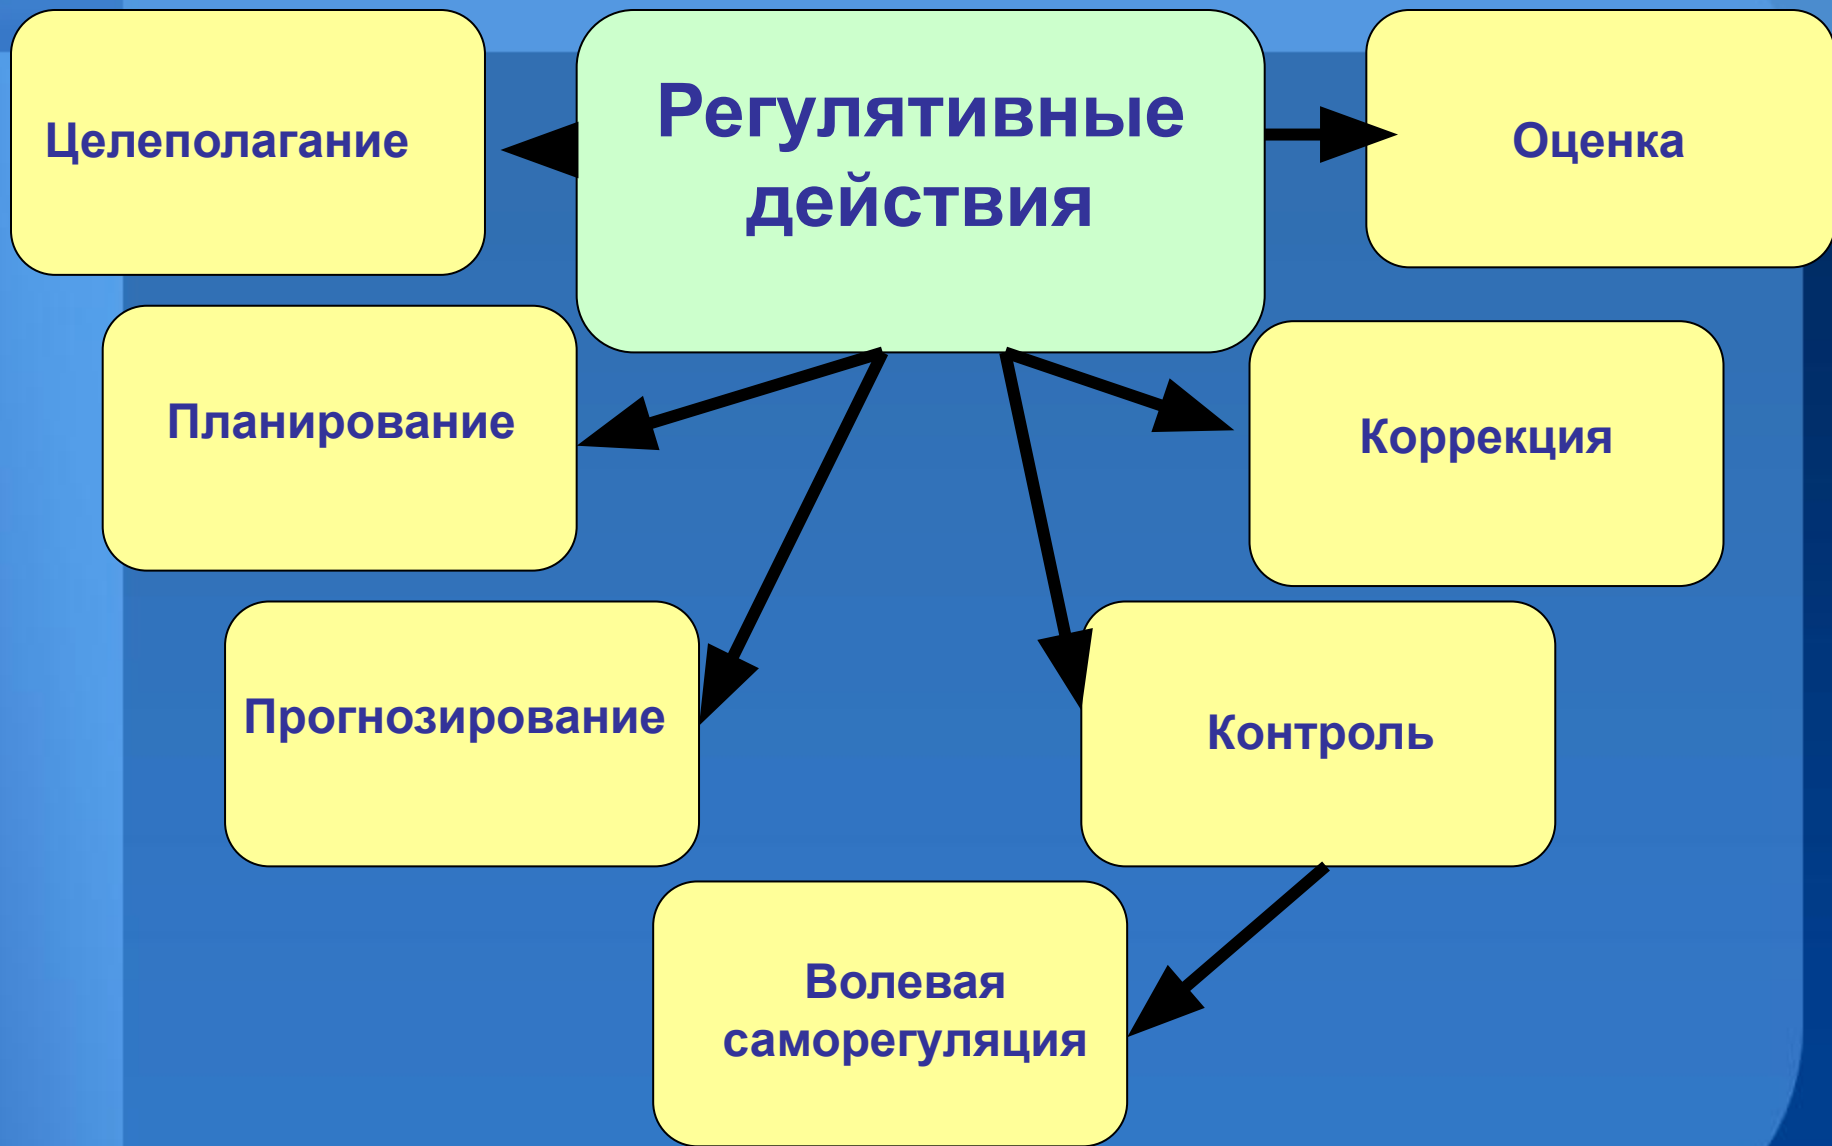 Регулятивные
действия
Целеполагание
Оценка
Планирование
Коррекция
Прогнозирование
Контроль
Волевая
саморегуляция